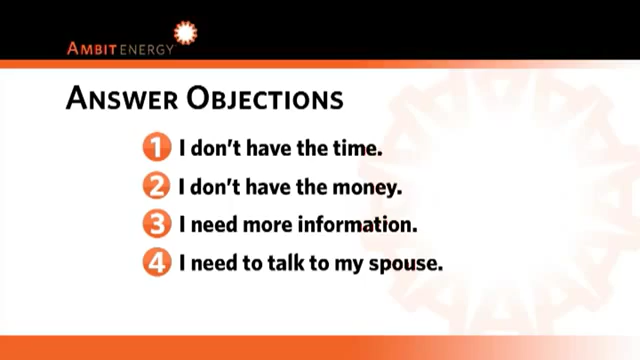 AMBIT ENERGY
ANSWER OBJECTIONS
1 I don't have the time.
2 I don't have the money.
3 I need more information.
4 I need to talk to my spouse.